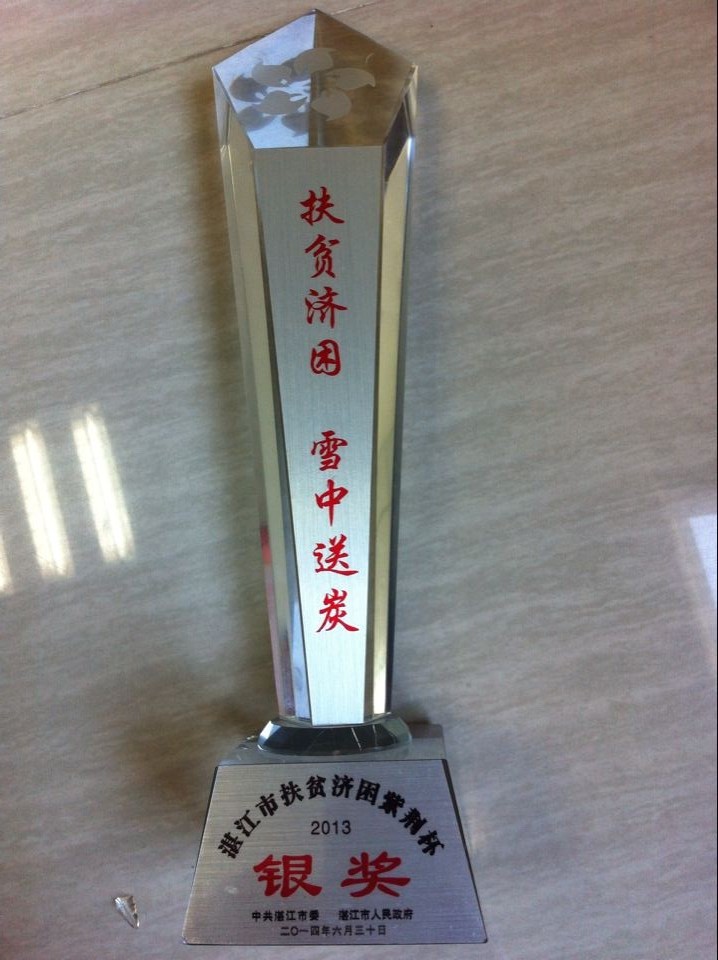 扶贫济困 雪中送炭
湛江市扶贫济困紫荆杯
2013
银奖
中共湛江市委 湛江市人民政府
二〇一四年六月三十日